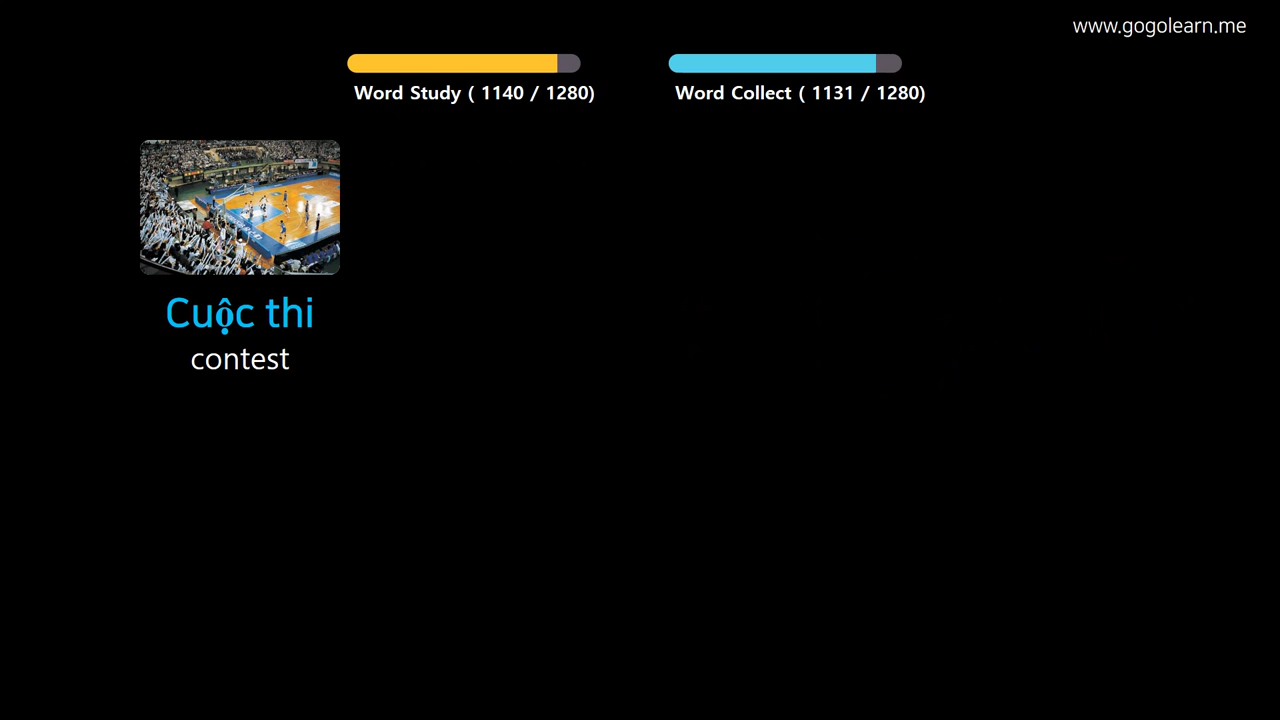 www.gogolearn.me
Word Study ( 1140 / 1280)
Word Collect ( 1131 / 1280)
Cuộc thi
contest